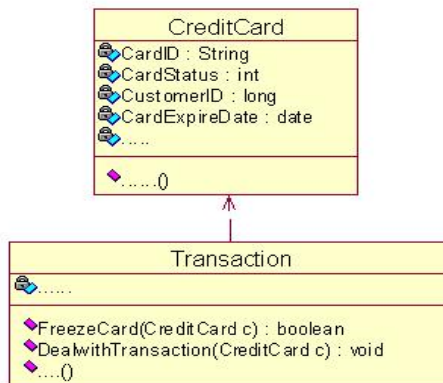 CreditCard
CardID : String
CardStatus : int
CustomerID : long
CardExpireDate : date
.....
......()
Transaction
......
FreezeCard(CreditCard c) : boolean
DealwithTransaction(CreditCard c) : void
....()